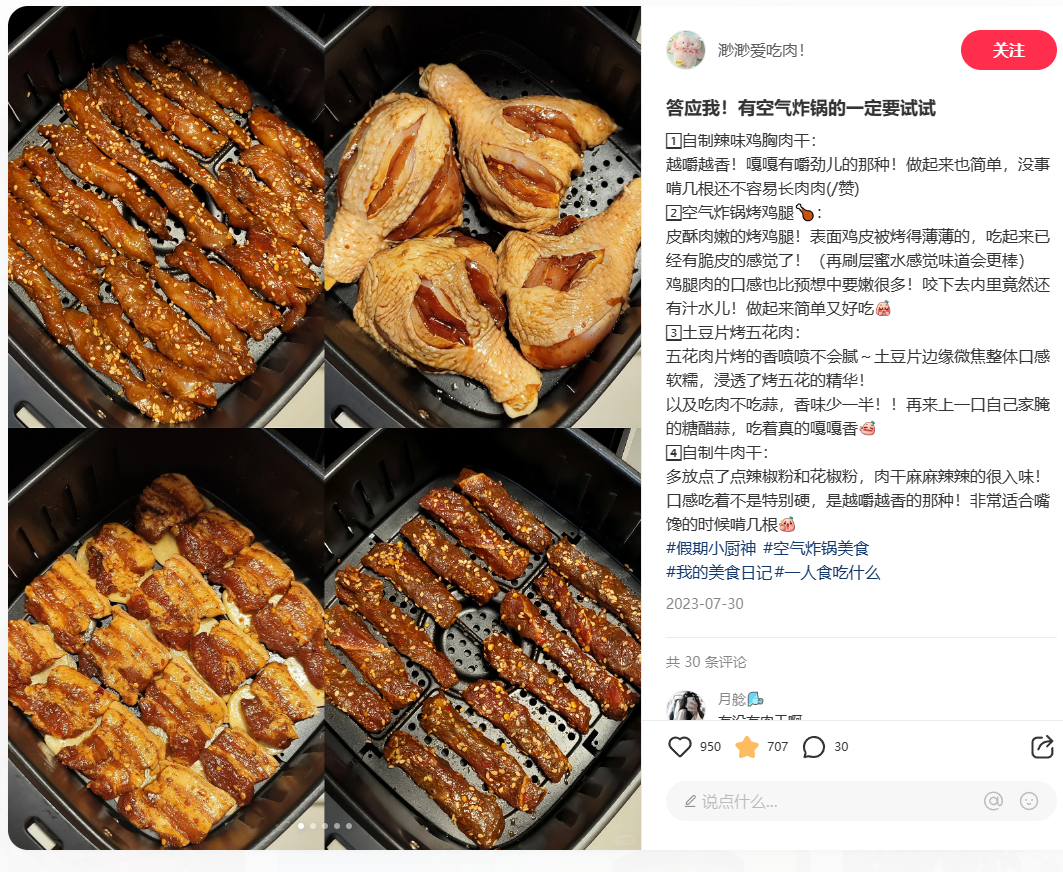 渺渺爱吃肉！
关注
答应我！有空气炸锅的一定要试试
1️⃣自制辣味鸡胸肉干：
越嚼越香！嘎嘎有嚼劲儿的那种！做起来也简单，没事
啃几根还不容易长肉肉(/赞)
2️⃣空气炸锅烤鸡腿🍗：
皮酥肉嫩的烤鸡腿！表面鸡皮被烤得薄薄的，吃起来已
经有脆皮的感觉了！（再刷层蜜水感觉味道会更棒）
鸡腿肉的口感也比预想中要嫩很多！咬下去内里竟然还
有汁水儿！做起来简单又好吃
3️⃣土豆片烤五花肉：
五花肉片烤的香喷喷不会腻～土豆片边缘微焦整体口感
软糯，浸透了烤五花的精华！
以及吃肉不吃蒜，香味少一半！！再来上一口自己家腌
的糖醋蒜，吃着真的嘎嘎香
4️⃣自制牛肉干：
多放点了点辣椒粉和花椒粉，肉干麻麻辣辣的很入味！
口感吃着不是特别硬，是越嚼越香的那种！非常适合嘴
馋的时候啃几根
#假期小厨神 #空气炸锅美食
#我的美食日记 #一人食吃什么
2023-07-30
共 30 条评论
月腍
有没有肉干啊
950 707 30
说点什么...